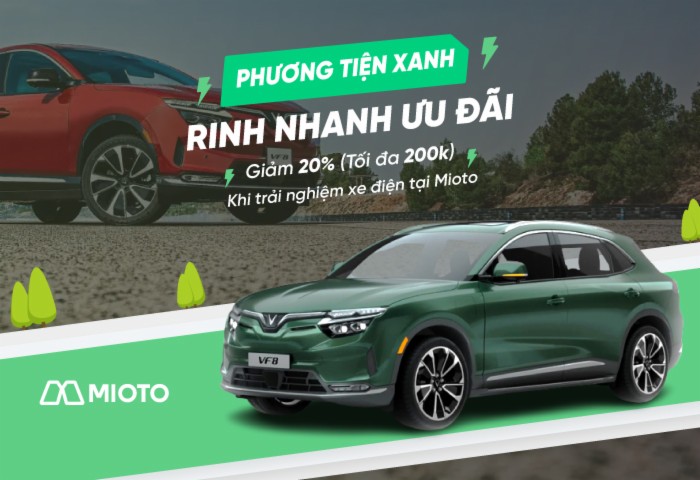 PHƯƠNG TIỆN XANH
RINH NHANH ƯU ĐÃI
Giảm 20% (Tối đa 200k)
Khi trải nghiệm xe điện tại Mioto
VF8
VF8
MIOTO